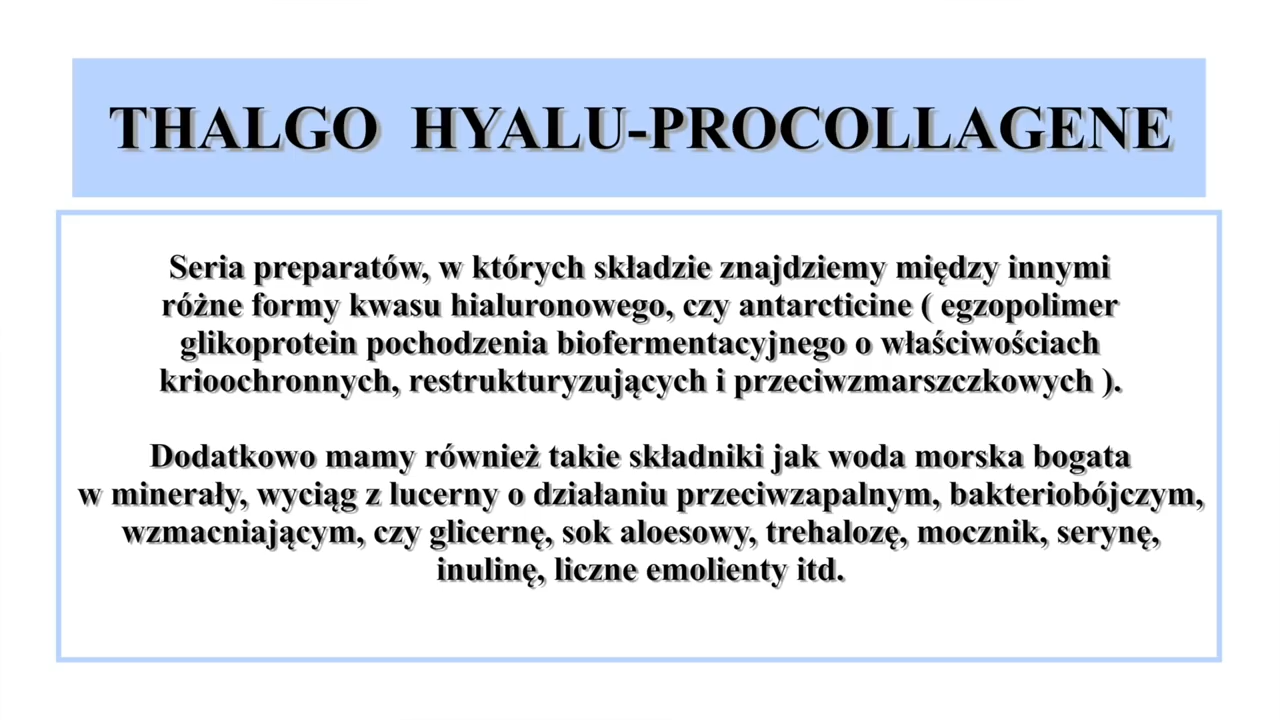 THALGO HYALU-PROCOLLAGENE
Seria preparatów, w których składzie znajdziemy między innymi
różne formy kwasu hialuronowego, czy antarcticine ( egzopolimer
glikoprotein pochodzenia biofermentacyjnego o właściwościach
krioochronnych, restrukturyzujących i przeciwzmarszczkowych ).
Dodatkowo mamy również takie składniki jak woda morska bogata
w minerały, wyciąg z lucerny o działaniu przeciwzapalnym, bakteriobójczym,
wzmacniającym, czy glicernę, sok aloesowy, trehalozę, mocznik, serynę,
inulinę, liczne emolienty itd.